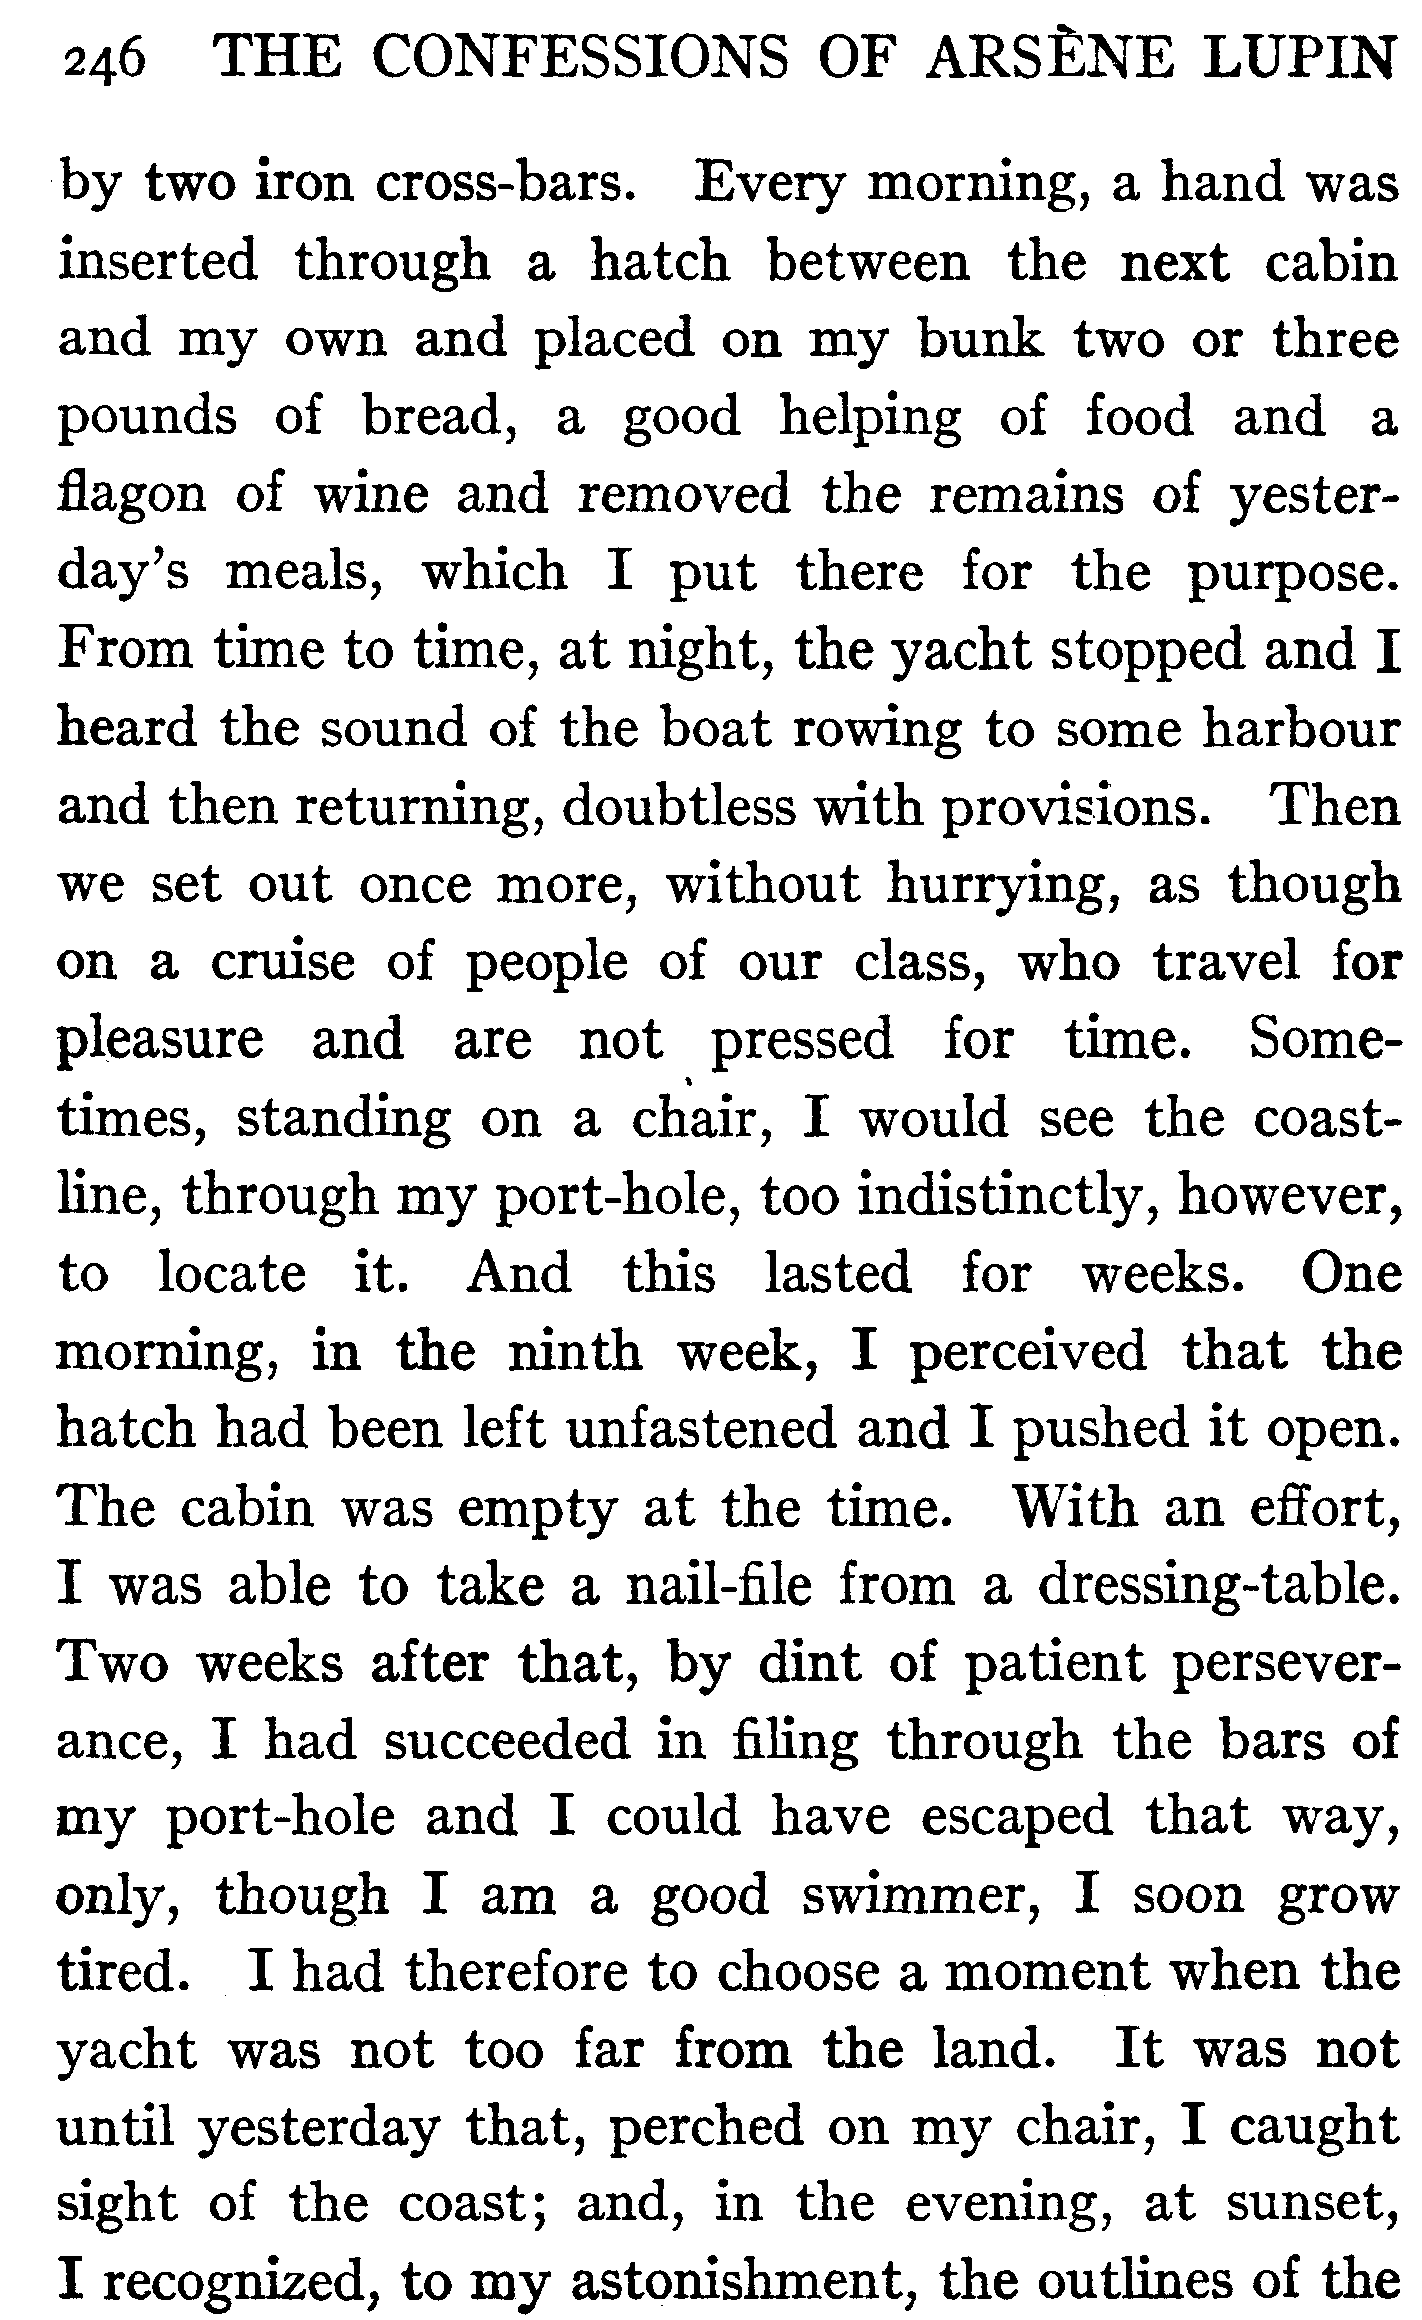 246 THE CONFESSIONS OF ARSÈNE LUPIN
by two iron cross-bars. Every morning, a hand was
inserted through a hatch between the next cabin
and my own and placed on my bunk two or three
pounds of bread, a good helping of food and a
flagon of wine and removed the remains of yester-
day's meals, which I put there for the purpose.
From time to time, at night, the yacht stopped and I
heard the sound of the boat rowing to some harbour
and then returning, doubtless with provisions. Then
we set out once more, without hurrying, as though
on a cruise of people of our class, who travel for
pleasure and are not pressed for time. Some-
times, standing on a chair, I would see the coast-
line, through my port-hole, too indistinctly, however,
to locate it. And this lasted for weeks. One
morning, in the ninth week, I perceived that the
hatch had been left unfastened and I pushed it open.
The cabin was empty at the time. With an effort,
I was able to take a nail-file from a dressing-table.
Two weeks after that, by dint of patient persever-
ance, I had succeeded in filing through the bars of
my port-hole and I could have escaped that way,
only, though I am a good swimmer, I soon grow
tired. I had therefore to choose a moment when the
yacht was not too far from the land. It was not
until yesterday that, perched on my chair, I caught
sight of the coast; and, in the evening, at sunset,
I recognized, to my astonishment, the outlines of the